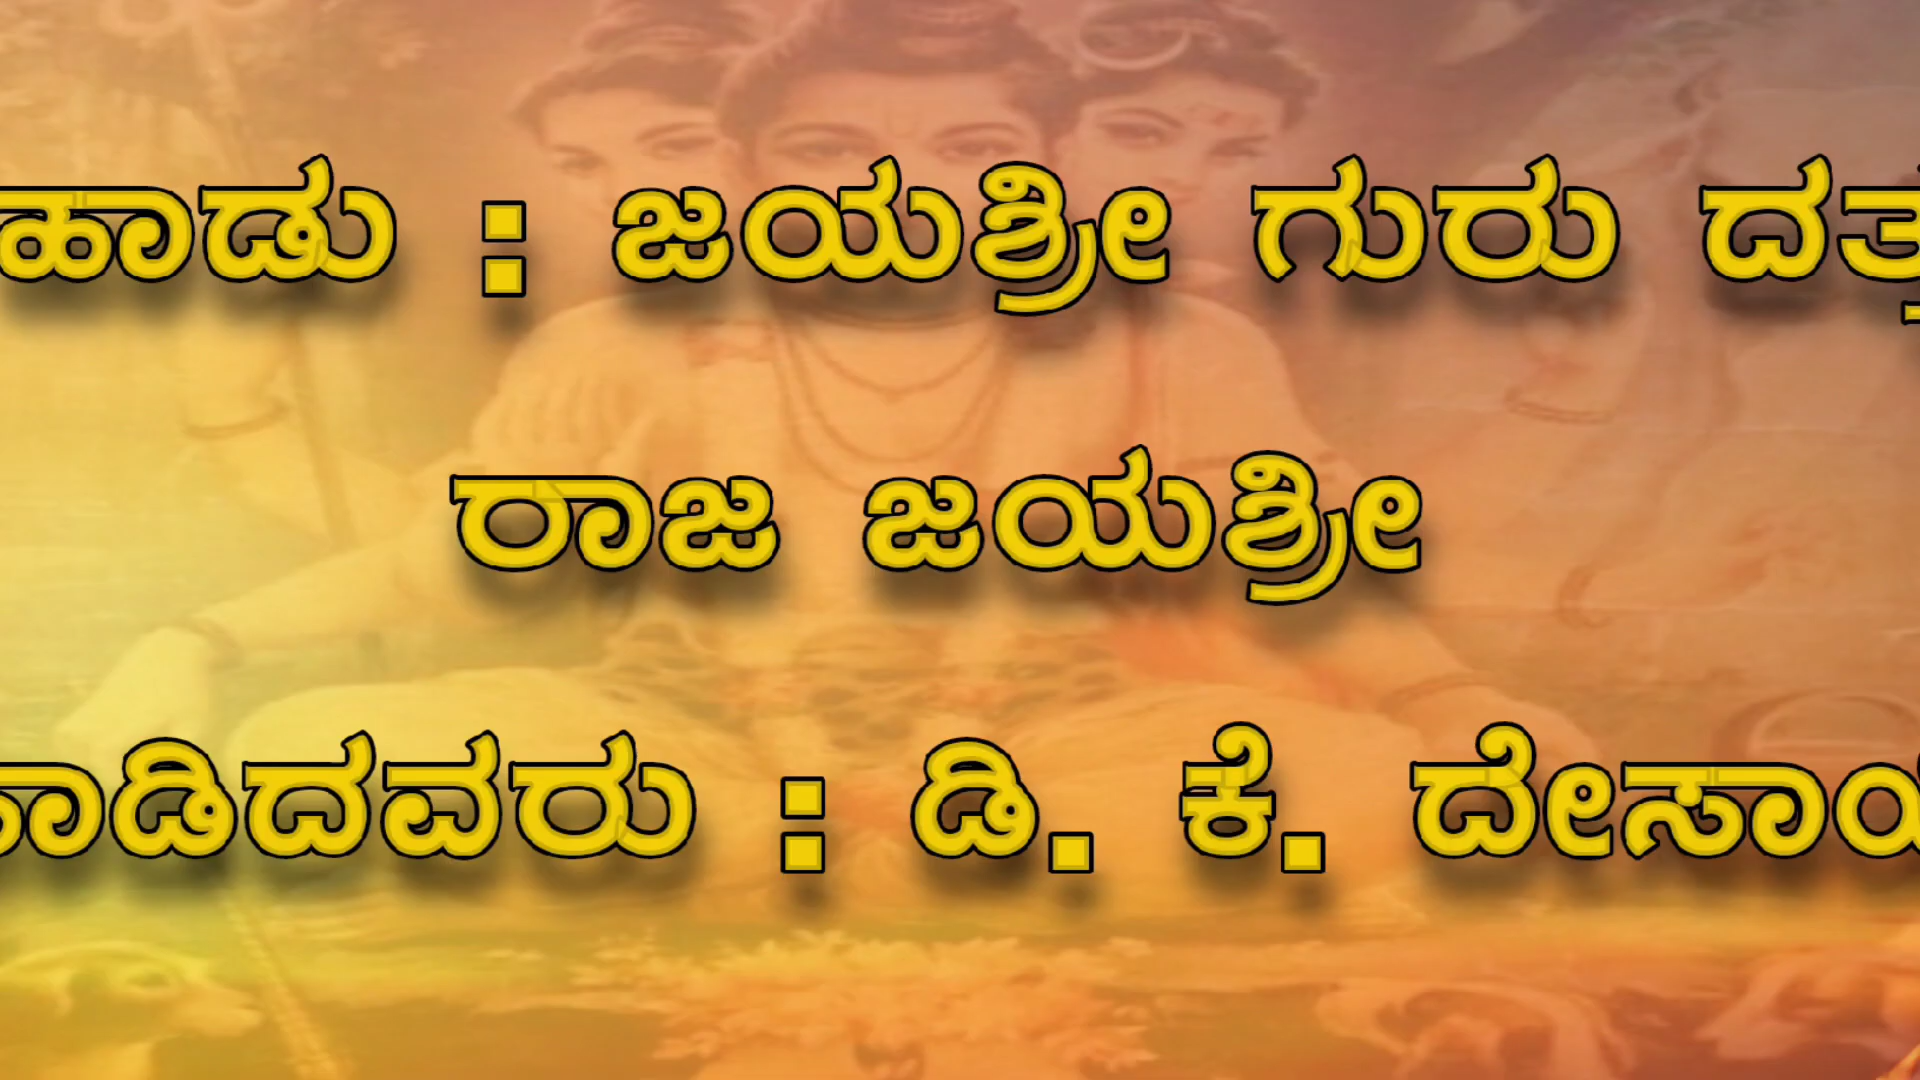 ಹಾಡು : ಜಯಶ್ರೀ ಗುರು ದತ್ತ
ರಾಜ ಜಯಶ್ರೀ
ಹಾಡಿದವರು : ಡಿ. ಕೆ. ದೇಸಾಯಿ